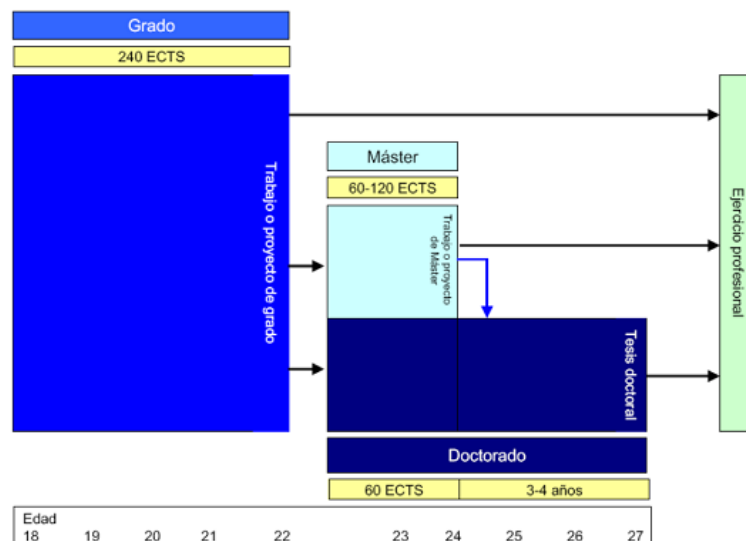 Grado
240 ECTS
Trabajo o proyecto de grado
Máster
60-120 ECTS
Trabajo o proyecto
de Máster
Tesis doctoral
Ejercicio profesional
Doctorado
60 ECTS
3-4 años
Edad
18 19 20 21 22 23 24 25 26 27